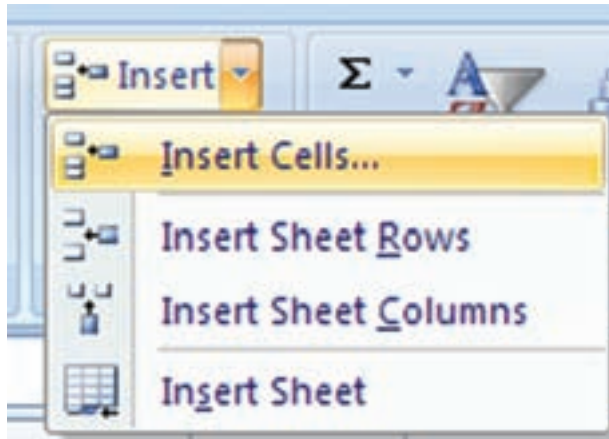 Insert
Σ
Insert Cells...
Insert Sheet Rows
Insert Sheet Columns
Insert Sheet